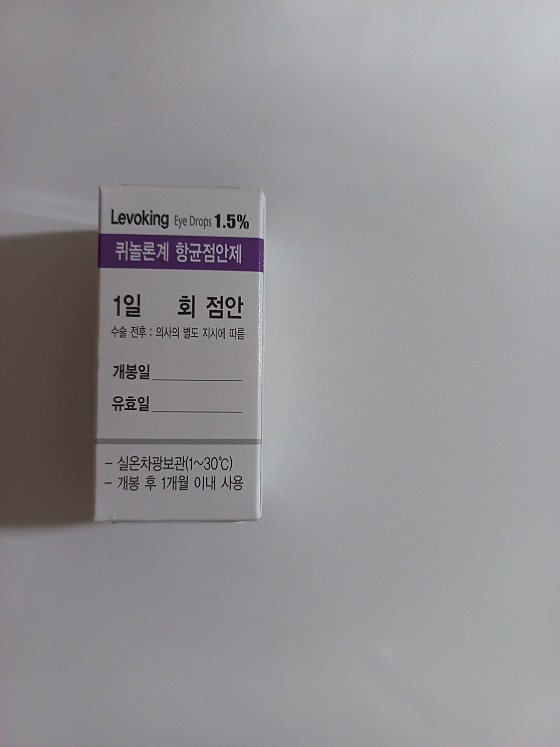 Levoking Eye Drops 1.5%
퀴놀론계 항균점안제
1일 회 점안
수술 전후 : 의사의 별도 지시에 따름
개봉일
유효일
- 실온차광보관(1~30℃)
- 개봉 후 1개월 이내 사용